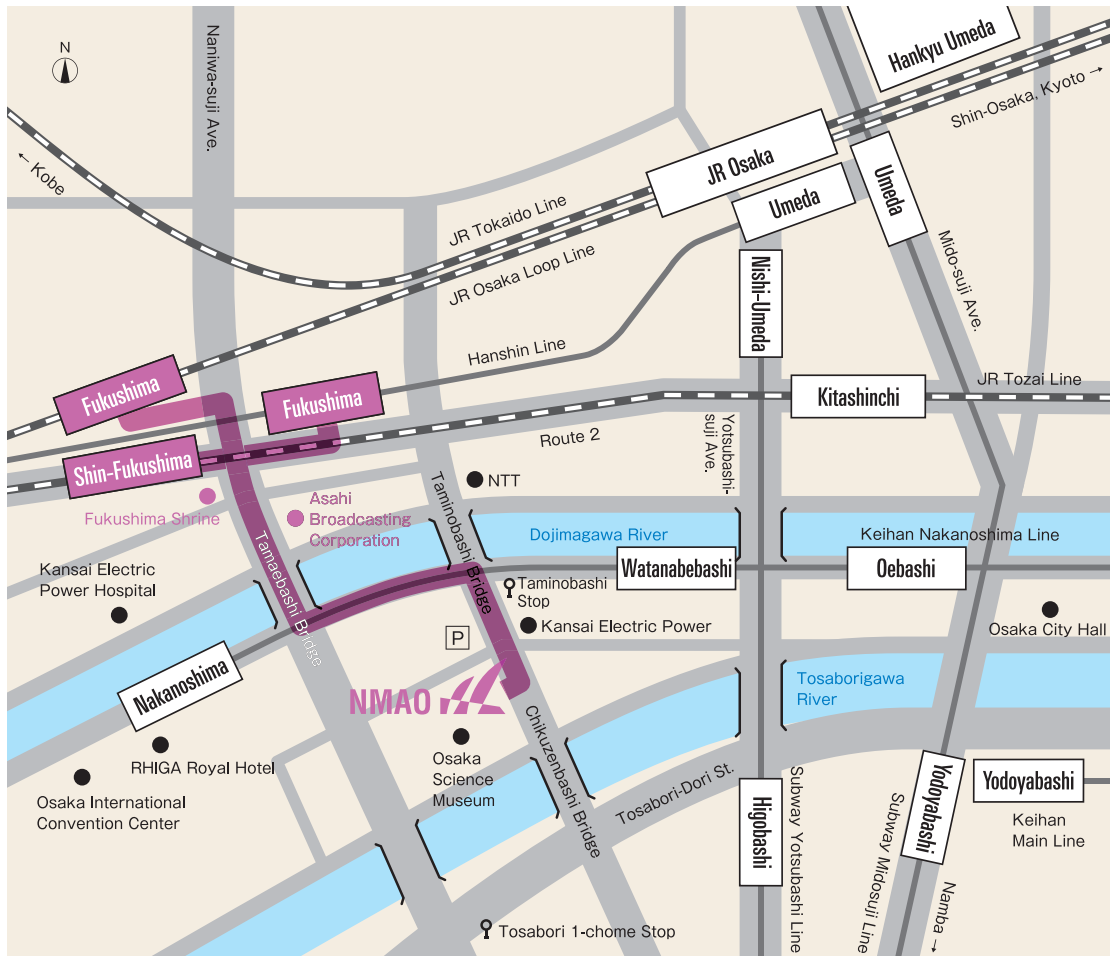 N
Naniwa-suji Ave.
Hankyu Umeda
Shin-Osaka, Kyoto →
← Kobe
JR Osaka
Umeda
Umeda
JR Tokaido Line
JR Osaka Loop Line
Nishi-Umeda
Mido-suji Ave.
Hanshin Line
Fukushima
Fukushima
Kitashinchi
JR Tozai Line
Route 2
Yotsubashi-
suji Ave.
Shin-Fukushima
NTT
Fukushima Shrine
Asahi
Broadcasting
Corporation
Taminobashi Bridge
Dojimagawa River
Keihan Nakanoshima Line
Tamaebashi Bridge
Kansai Electric
Power Hospital
Watanabebashi
Oebashi
Taminobashi
Stop
Kansai Electric Power
Osaka City Hall
P
Nakanoshima
NMAO
Tosaborigawa
River
Chikuzenbashi Bridge
RHIGA Royal Hotel
Osaka
Science
Museum
Osaka International
Convention Center
Tosabori-Dori St.
Higobashi
Subway Yotsubashi Line
Yodoyabashi
Subway Midosuji Line
Yodoyabashi
Keihan
Main Line
Namba →
Tosabori 1-chome Stop